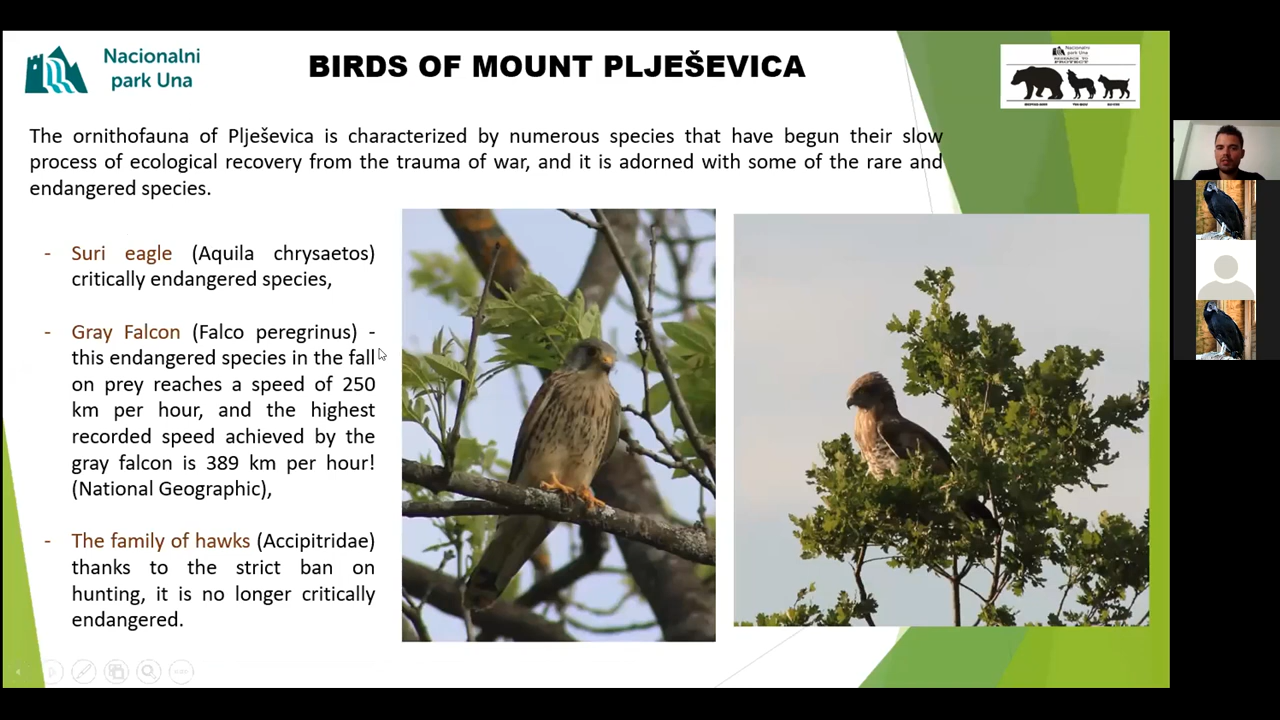 Nacionalni
park Una
BIRDS OF MOUNT PLJEŠEVICA
Nacionalni
park Una
The ornithofauna of Plješevica is characterized by numerous species that have begun their slow
process of ecological recovery from the trauma of war, and it is adorned with some of the rare and
endangered species.
- Suri eagle (Aquila chrysaetos)
critically endangered species,
- Gray Falcon (Falco peregrinus) -
this endangered species in the fall
on prey reaches a speed of 250
km per hour, and the highest
recorded speed achieved by the
gray falcon is 389 km per hour!
(National Geographic),
- The family of hawks (Accipitridae)
thanks to the strict ban on
hunting, it is no longer critically
endangered.